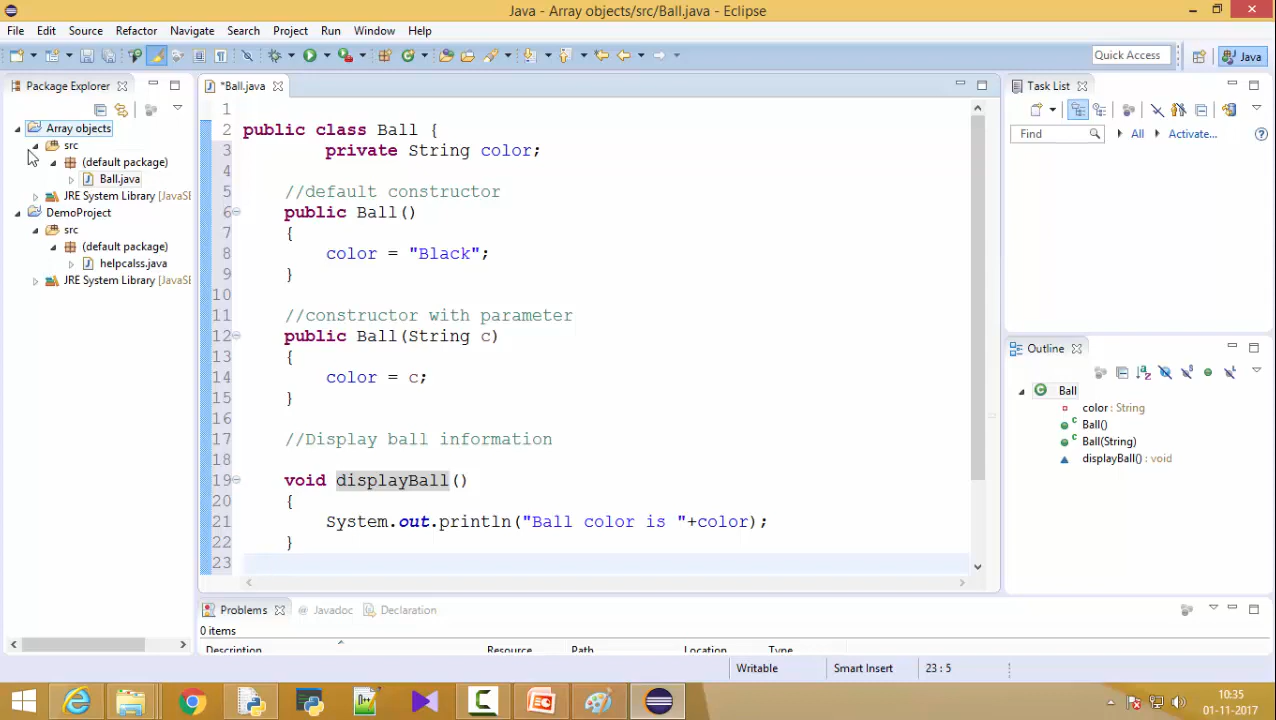 Java - Array objects/src/Ball.java - Eclipse
File Edit Source Refactor Navigate Search Project Run Window Help
Quick Access
Java
Package Explorer
*Ball.java
Task List
Array objects
src
(default package)
Ball.java
JRE System Library [JavaSE
DemoProject
src
(default package)
helpcalss.java
JRE System Library [JavaSE
1
2 public class Ball {
3 private String color;
4
5 //default constructor
6 public Ball()
7 {
8 color = "Black";
9 }
10
11 //constructor with parameter
12 public Ball(String c)
13 {
14 color = c;
15 }
16
17 //Display ball information
18
19 void displayBall()
20 {
21 System.out.println("Ball color is "+color);
22 }
23
Find
All
Activate...
Outline
Ball
color : String
Ball()
Ball(String)
displayBall() : void
Problems @ Javadoc Declaration
0 items
Description Resource Path Location Type
Writable Smart Insert 23 : 5
10:35
01-11-2017